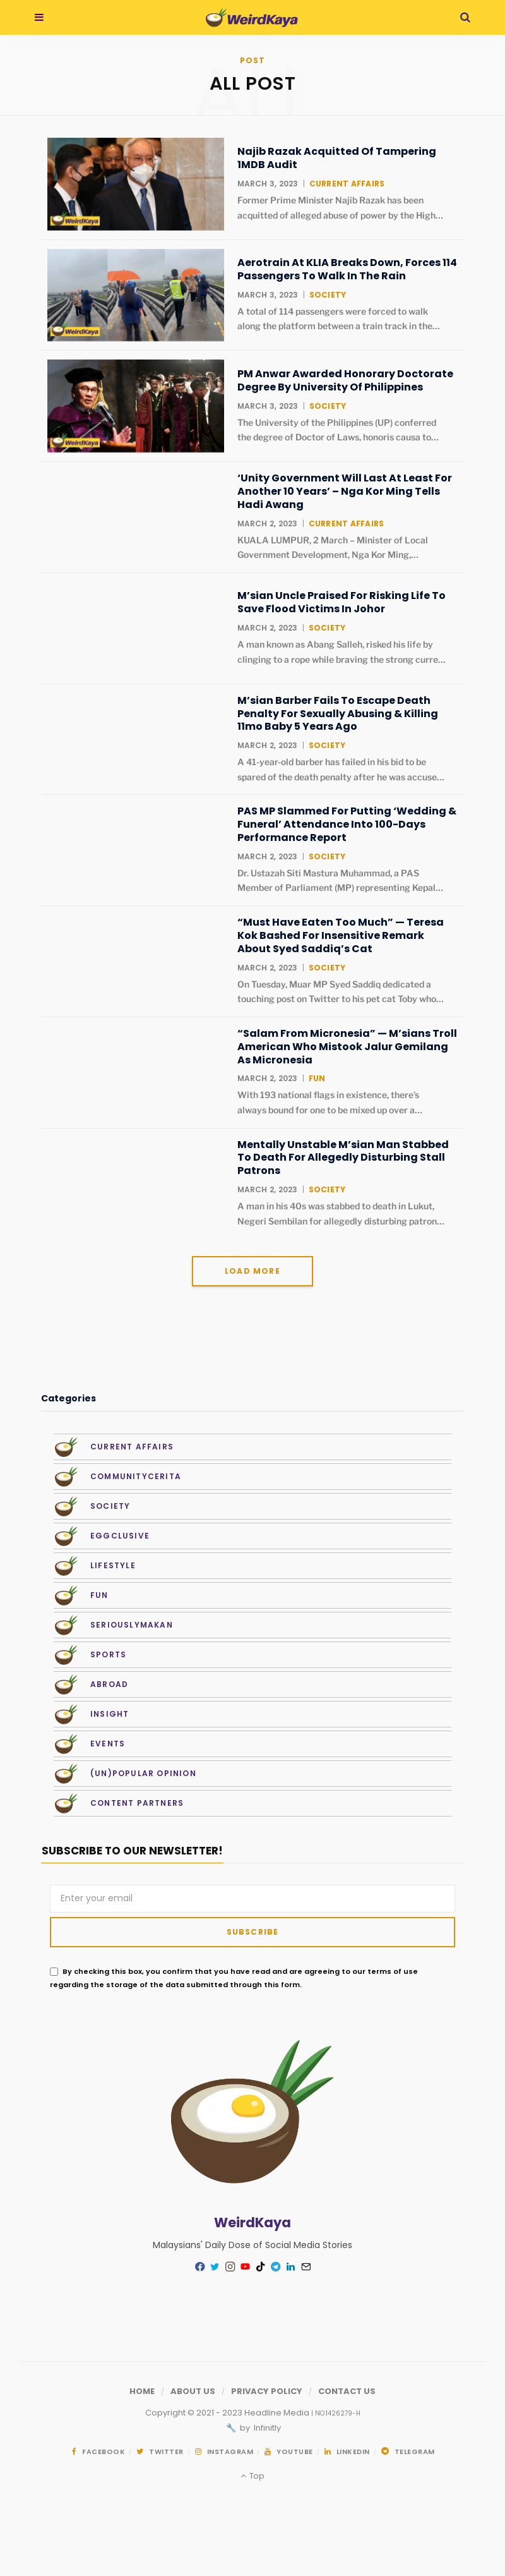 WeirdKaya
POST
All
ALL POST
Najib Razak Acquitted Of Tampering
1MDB Audit
MARCH 3, 2023 | CURRENT AFFAIRS
Former Prime Minister Najib Razak has been
acquitted of alleged abuse of power by the High...
WeirdKaya
Aerotrain At KLIA Breaks Down, Forces 114
Passengers To Walk In The Rain
MARCH 3, 2023 | SOCIETY
A total of 114 passengers were forced to walk
along the platform between a train track in the...
WeirdKaya
PM Anwar Awarded Honorary Doctorate
Degree By University Of Philippines
MARCH 3, 2023 | SOCIETY
The University of the Philippines (UP) conferred
the degree of Doctor of Laws, honoris causa to...
WeirdKaya
‘Unity Government Will Last At Least For
Another 10 Years’ – Nga Kor Ming Tells
Hadi Awang
MARCH 2, 2023 | CURRENT AFFAIRS
KUALA LUMPUR, 2 March – Minister of Local
Government Development, Nga Kor Ming,...
M’sian Uncle Praised For Risking Life To
Save Flood Victims In Johor
MARCH 2, 2023 | SOCIETY
A man known as Abang Salleh, risked his life by
clinging to a rope while braving the strong curre...
M’sian Barber Fails To Escape Death
Penalty For Sexually Abusing & Killing
11mo Baby 5 Years Ago
MARCH 2, 2023 | SOCIETY
A 41-year-old barber has failed in his bid to be
spared of the death penalty after he was accuse...
PAS MP Slammed For Putting ‘Wedding &
Funeral’ Attendance Into 100-Days
Performance Report
MARCH 2, 2023 | SOCIETY
Dr. Ustazah Siti Mastura Muhammad, a PAS
Member of Parliament (MP) representing Kepal...
“Must Have Eaten Too Much” — Teresa
Kok Bashed For Insensitive Remark
About Syed Saddiq’s Cat
MARCH 2, 2023 | SOCIETY
On Tuesday, Muar MP Syed Saddiq dedicated a
touching post on Twitter to his pet cat Toby who...
“Salam From Micronesia” — M’sians Troll
American Who Mistook Jalur Gemilang
As Micronesia
MARCH 2, 2023 | FUN
With 193 national flags in existence, there’s
always bound for one to be mixed up over a...
Mentally Unstable M’sian Man Stabbed
To Death For Allegedly Disturbing Stall
Patrons
MARCH 2, 2023 | SOCIETY
A man in his 40s was stabbed to death in Lukut,
Negeri Sembilan for allegedly disturbing patron...
LOAD MORE
Categories
CURRENT AFFAIRS
COMMUNITYCERITA
SOCIETY
EGGCLUSIVE
LIFESTYLE
FUN
SERIOUSLYMAKAN
SPORTS
ABROAD
INSIGHT
EVENTS
(UN)POPULAR OPINION
CONTENT PARTNERS
SUBSCRIBE TO OUR NEWSLETTER!
Enter your email
SUBSCRIBE
By checking this box, you confirm that you have read and are agreeing to our terms of use
regarding the storage of the data submitted through this form.
WeirdKaya
Malaysians' Daily Dose of Social Media Stories
HOME / ABOUT US / PRIVACY POLICY / CONTACT US
Copyright © 2021 - 2023 Headline Media | NO.1426279-H
🔧 by Infinitly
FACEBOOK / TWITTER / INSTAGRAM / YOUTUBE / LINKEDIN / TELEGRAM
Top